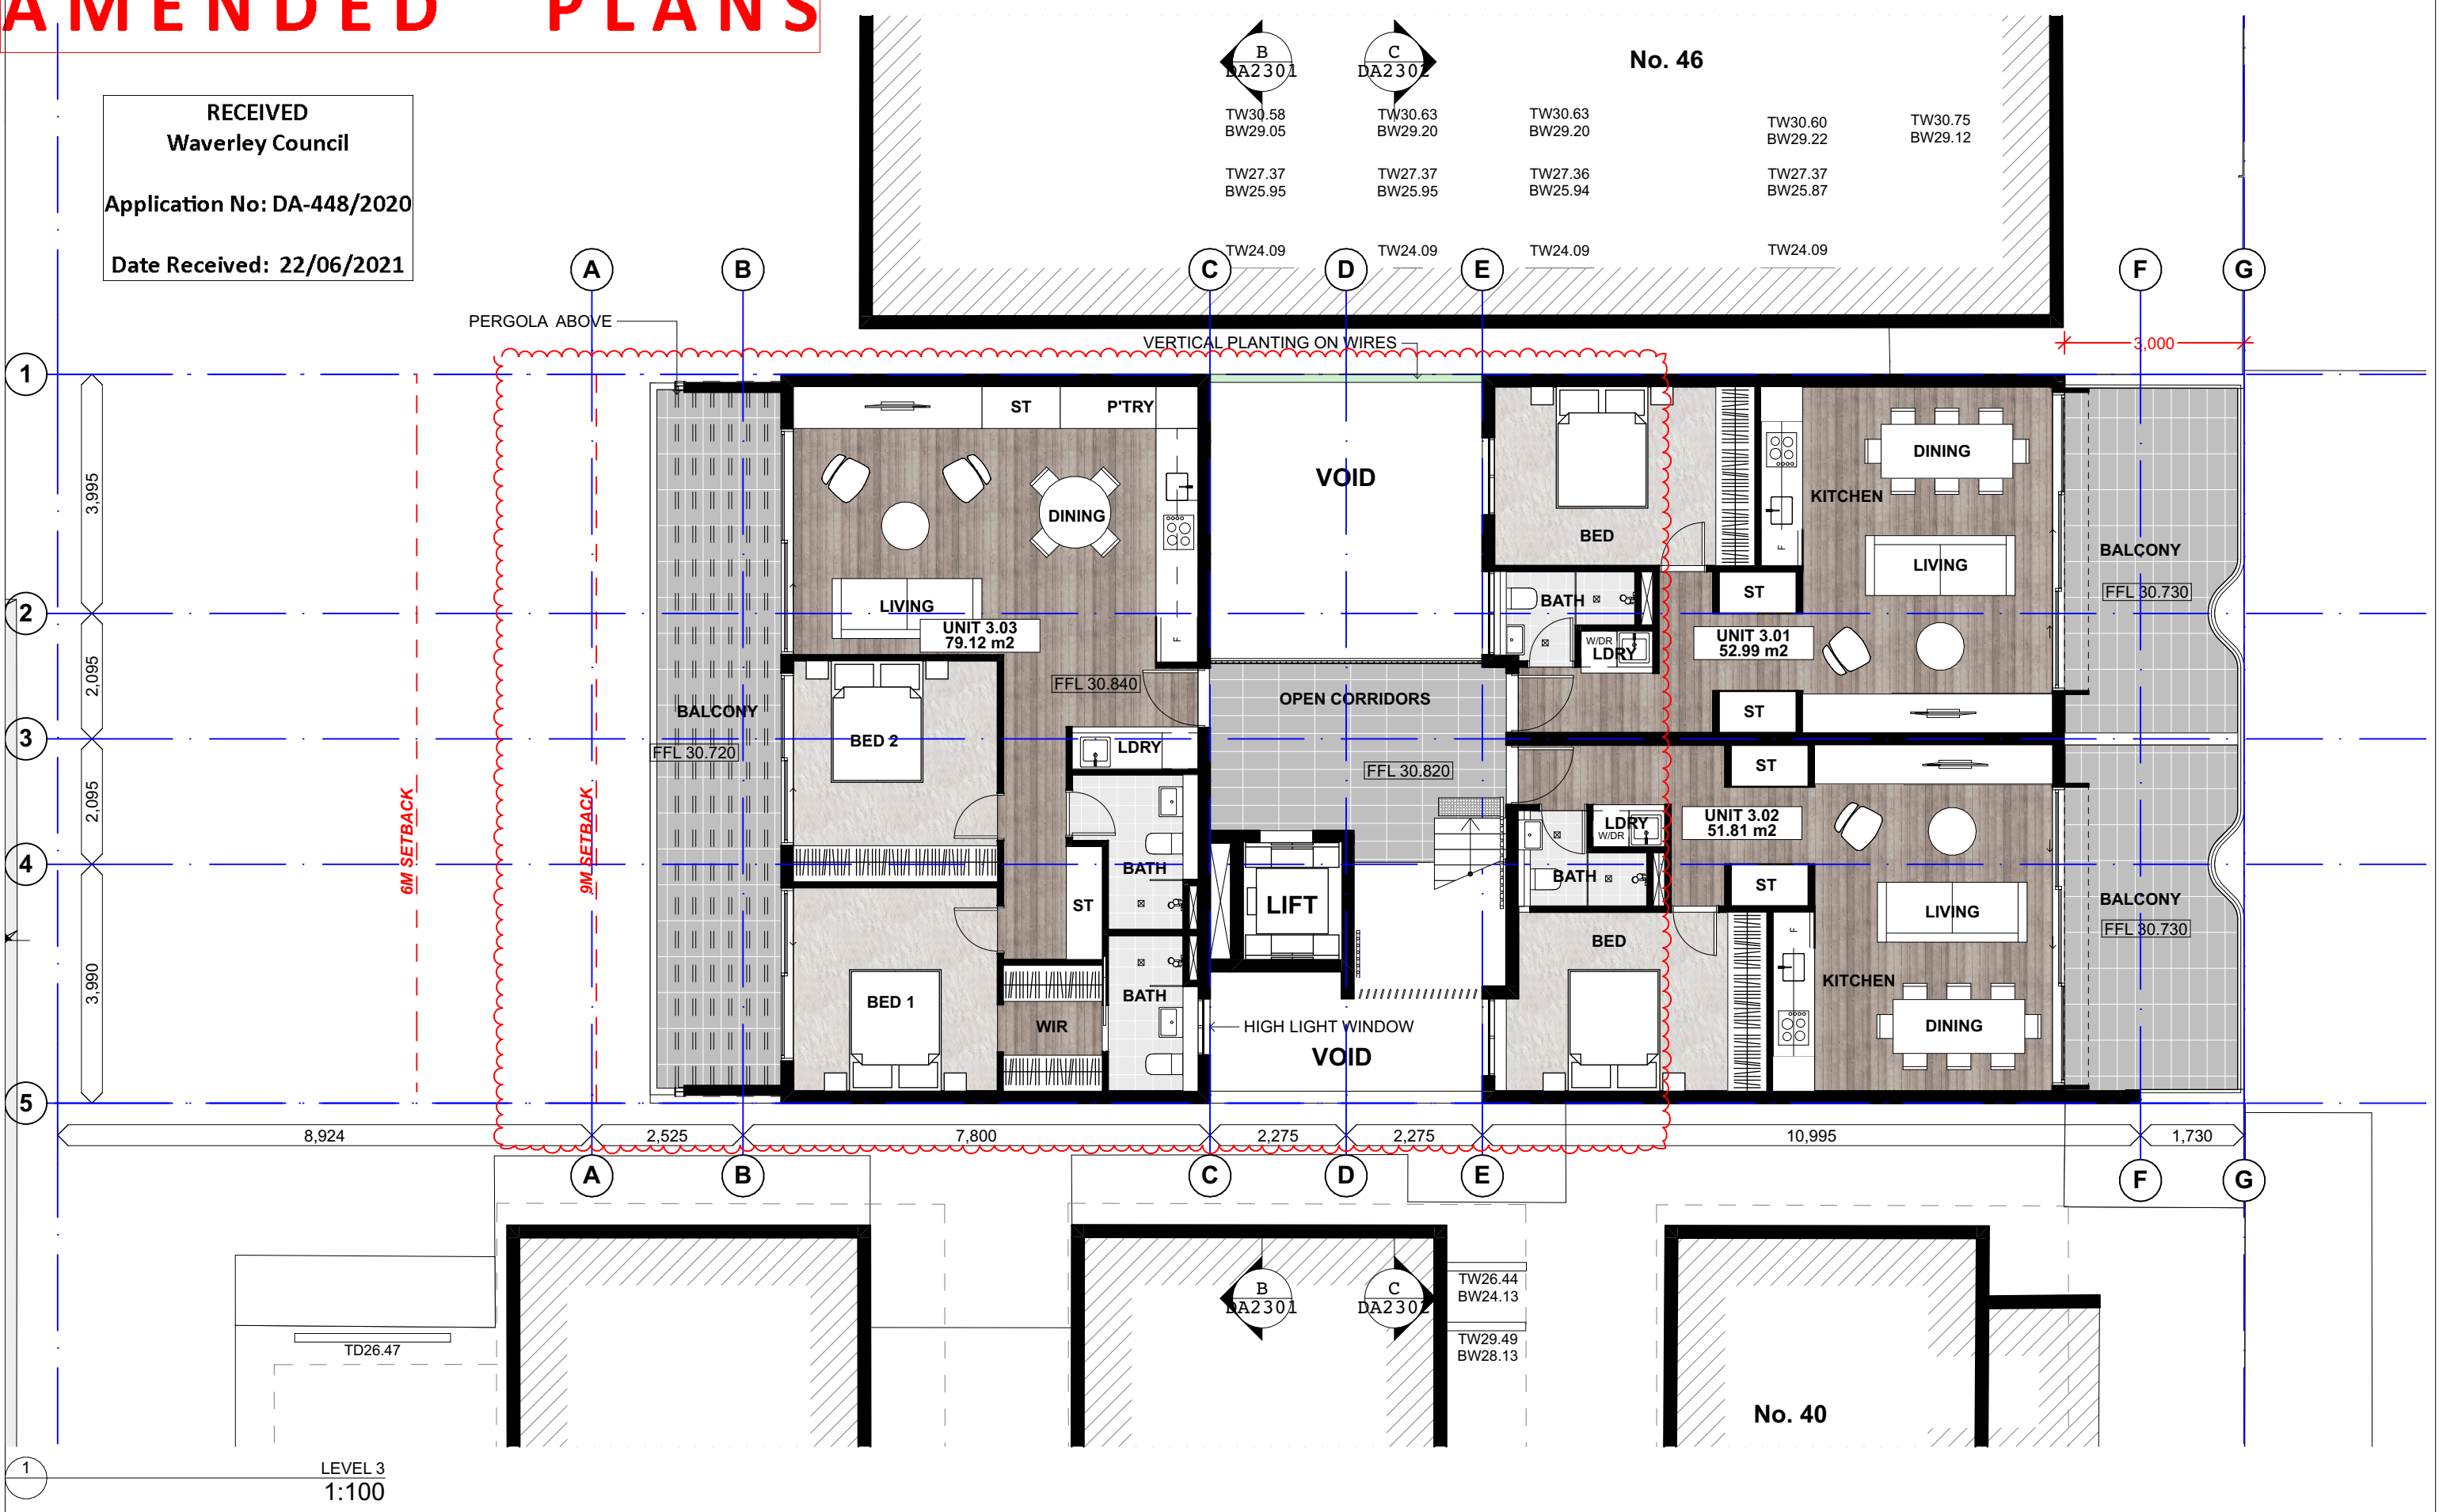 AMENDED PLANS
RECEIVED
Waverley Council
Application No: DA-448/2020
Date Received: 22/06/2021
B
DA2301
C
DA2302
No. 46
TW30.58
BW29.05
TW30.63
BW29.20
TW30.63
BW29.20
TW30.60
BW29.22
TW30.75
BW29.12
TW27.37
BW25.95
TW27.37
BW25.95
TW27.36
BW25.94
TW27.37
BW25.87
TW24.09
TW24.09
TW24.09
TW24.09
A
B
C
D
E
F
G
PERGOLA ABOVE
VERTICAL PLANTING ON WIRES
3,000
1
2
3
4
5
3,995
2,095
2,095
3,990
6M SETBACK
9M SETBACK
ST
P'TRY
DINING
LIVING
UNIT 3.03
79.12 m2
F
FFL 30.840
BALCONY
FFL 30.720
BED 2
LDRY
BATH
ST
BED 1
WIR
BATH
VOID
OPEN CORRIDORS
FFL 30.820
LIFT
HIGH LIGHT WINDOW
VOID
BED
BATH
W/DR
LDRY
ST
UNIT 3.01
52.99 m2
ST
KITCHEN
F
DINING
LIVING
BALCONY
FFL 30.730
ST
UNIT 3.02
51.81 m2
LDRY
W/DR
BATH
ST
BED
F
KITCHEN
LIVING
DINING
BALCONY
FFL 30.730
8,924
2,525
7,800
2,275
2,275
10,995
1,730
A
B
C
D
E
F
G
B
DA2301
C
DA2302
TW26.44
BW24.13
TW29.49
BW28.13
TD26.47
No. 40
1
LEVEL 3
1:100